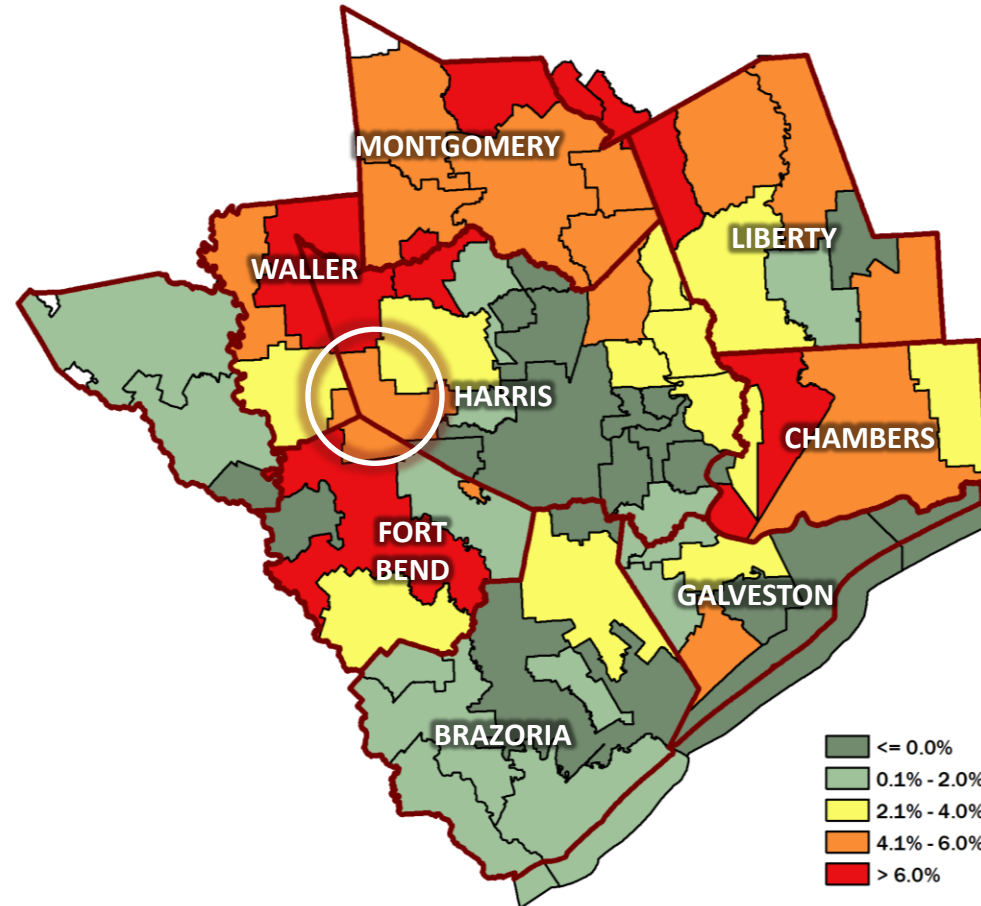 MONTGOMERY
LIBERTY
WALLER
HARRIS
CHAMBERS
FORT
BEND
GALVESTON
BRAZORIA
<= 0.0%
0.1% - 2.0%
2.1% - 4.0%
4.1% - 6.0%
> 6.0%